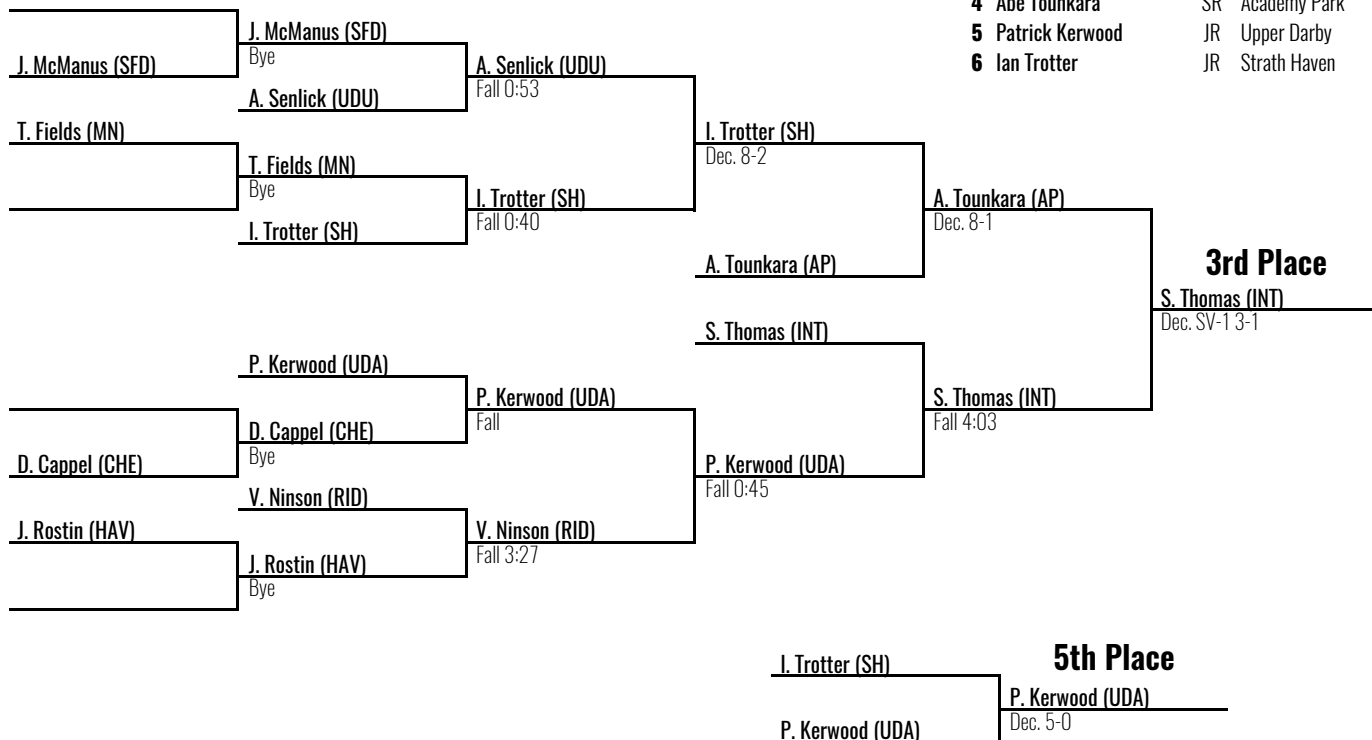 4 Abe Tounkara SR Academy Park
5 Patrick Kerwood JR Upper Darby
6 Ian Trotter JR Strath Haven
J. McManus (SFD)
J. McManus (SFD)
Bye
A. Senlick (UDU)
A. Senlick (UDU)
Fall 0:53
T. Fields (MN)
T. Fields (MN)
Bye
I. Trotter (SH)
I. Trotter (SH)
Fall 0:40
I. Trotter (SH)
Dec. 8-2
A. Tounkara (AP)
A. Tounkara (AP)
Dec. 8-1
3rd Place
S. Thomas (INT)
Dec. SV-1 3-1
S. Thomas (INT)
P. Kerwood (UDA)
P. Kerwood (UDA)
Fall
S. Thomas (INT)
Fall 4:03
D. Cappel (CHE)
D. Cappel (CHE)
Bye
P. Kerwood (UDA)
Fall 0:45
V. Ninson (RID)
J. Rostin (HAV)
V. Ninson (RID)
Fall 3:27
J. Rostin (HAV)
Bye
5th Place
I. Trotter (SH)
P. Kerwood (UDA)
Dec. 5-0
P. Kerwood (UDA)